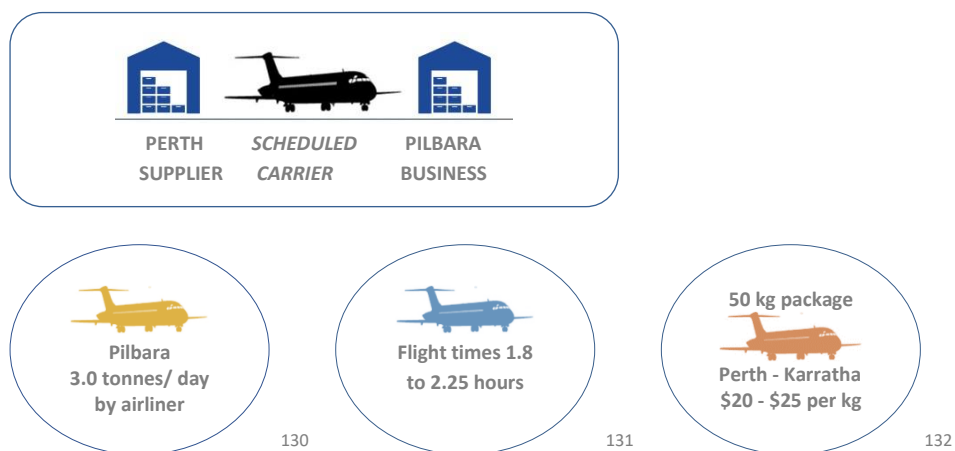 PERTH SCHEDULED PILBARA
SUPPLIER CARRIER BUSINESS
Pilbara
3.0 tonnes/ day
by airliner
130
Flight times 1.8
to 2.25 hours
131
50 kg package
Perth - Karratha
$20 - $25 per kg
132